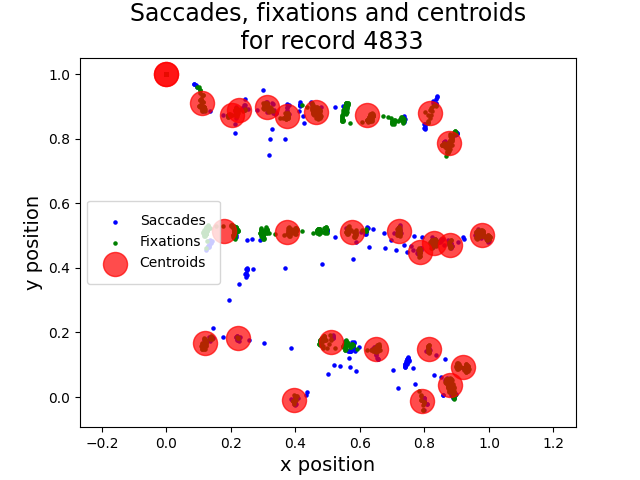 Saccades, fixations and centroids
for record 4833
y position
1.0
0.8
0.6
0.4
0.2
0.0
Saccades
Fixations
Centroids
−0.2 0.0 0.2 0.4 0.6 0.8 1.0 1.2
x position